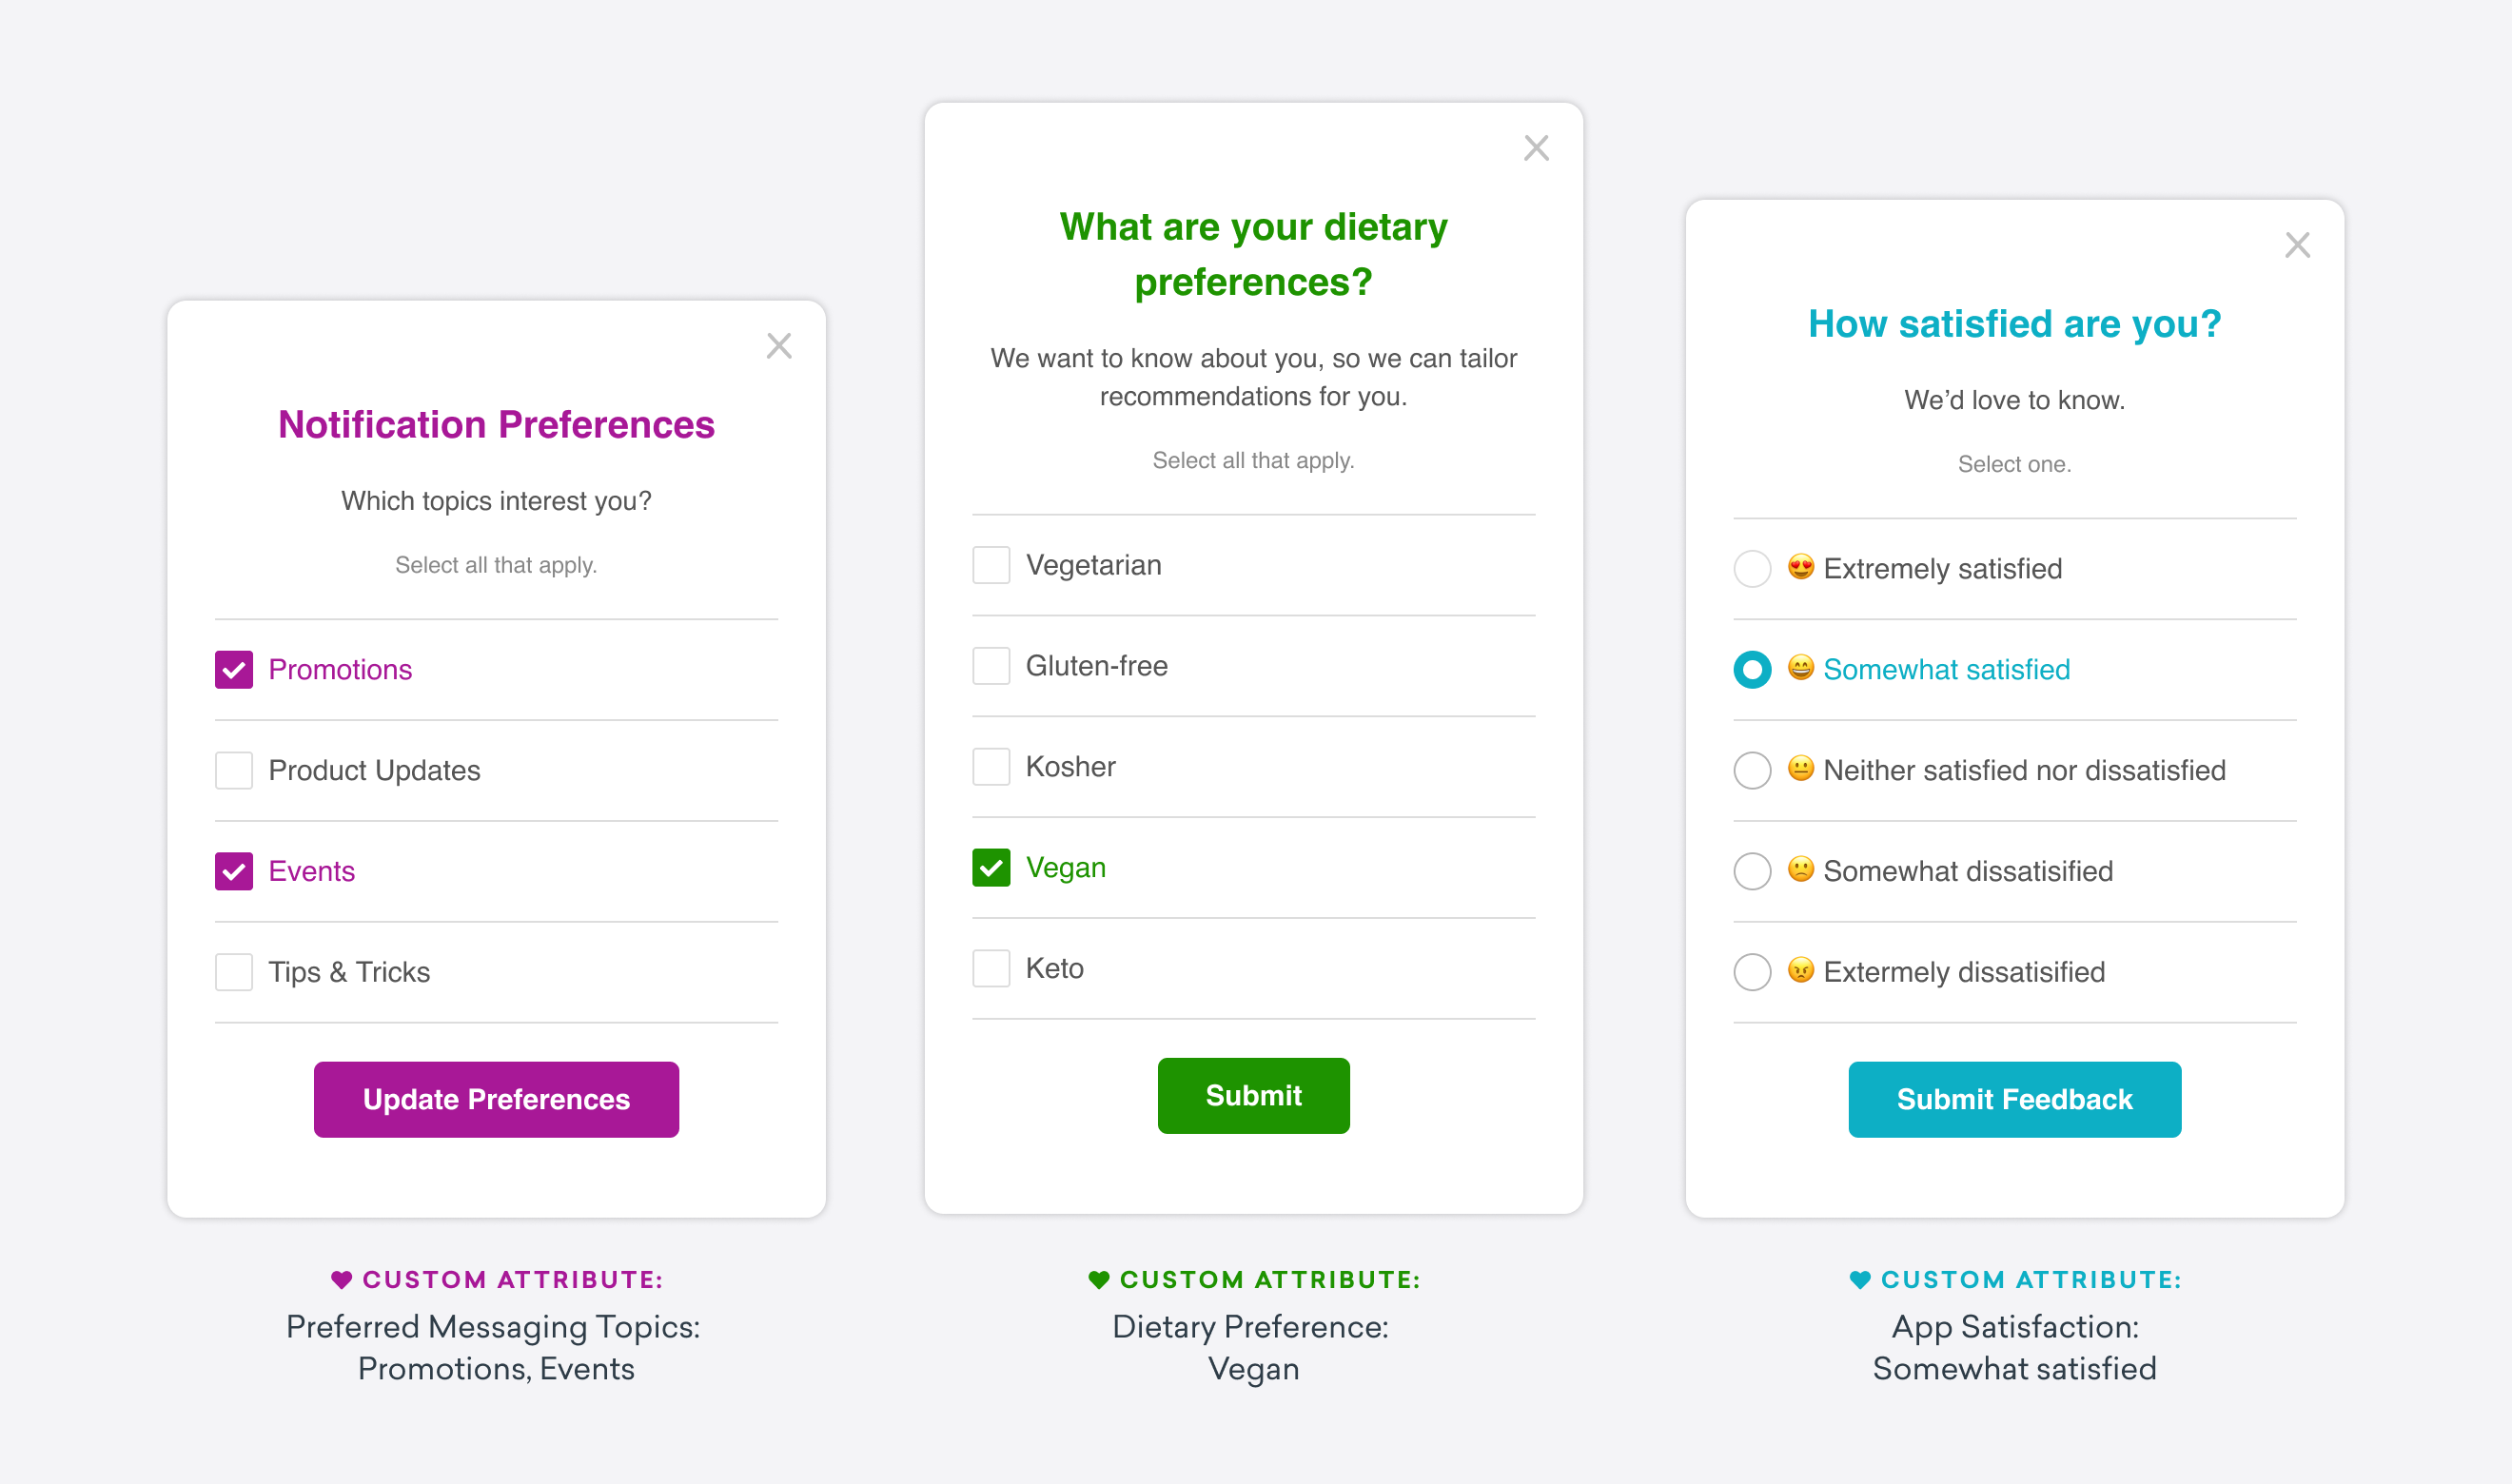 Notification Preferences
Which topics interest you?
Select all that apply.
Promotions
Product Updates
Events
Tips & Tricks
Update Preferences
CUSTOM ATTRIBUTE:
Preferred Messaging Topics:
Promotions, Events
What are your dietary
preferences?
We want to know about you, so we can tailor
recommendations for you.
Select all that apply.
Vegetarian
Gluten-free
Kosher
Vegan
Keto
Submit
CUSTOM ATTRIBUTE:
Dietary Preference:
Vegan
How satisfied are you?
We’d love to know.
Select one.
😍 Extremely satisfied
😄 Somewhat satisfied
😐 Neither satisfied nor dissatisfied
🙁 Somewhat dissatisified
😠 Extermely dissatisified
Submit Feedback
CUSTOM ATTRIBUTE:
App Satisfaction:
Somewhat satisfied